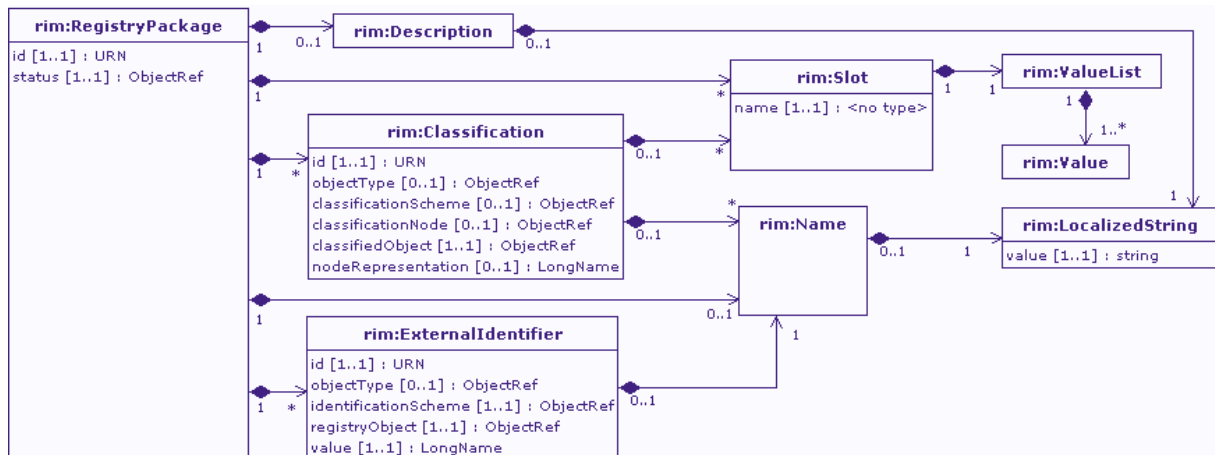 rim:RegistryPackage
id [1..1] : URN
status [1..1] : ObjectRef
1
0..1
rim:Description
0..1
1
*
rim:Slot
name [1..1] : <no type>
1
1
rim:ValueList
1
1..*
rim:Value
1
*
rim:Classification
id [1..1] : URN
objectType [0..1] : ObjectRef
classificationScheme [0..1] : ObjectRef
classificationNode [0..1] : ObjectRef
classifiedObject [1..1] : ObjectRef
nodeRepresentation [0..1] : LongName
0..1
*
0..1
*
rim:Name
0..1
1
1
rim:LocalizedString
value [1..1] : string
1
0..1
1
1
*
rim:ExternalIdentifier
id [1..1] : URN
objectType [0..1] : ObjectRef
identificationScheme [1..1] : ObjectRef
registryObject [1..1] : ObjectRef
value [1..1] : LongName
0..1